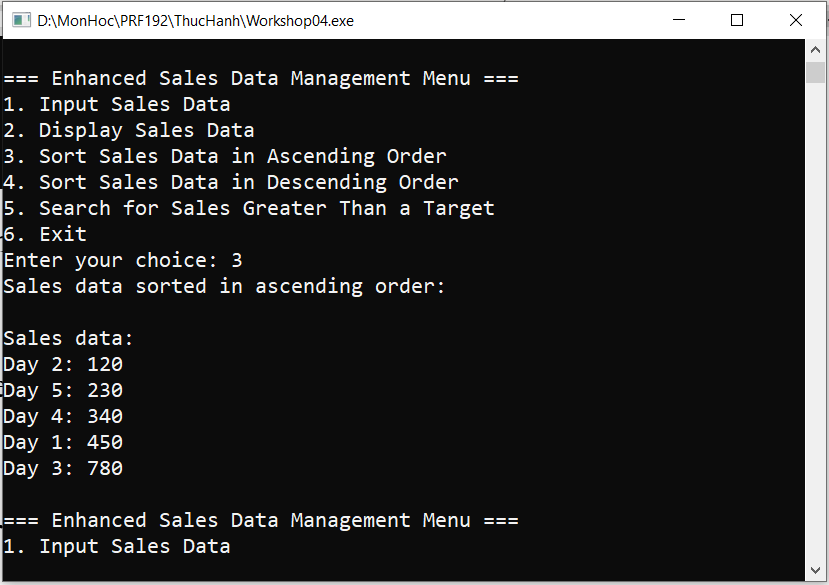 D:\MonHoc\PRF192\ThucHanh\Workshop04.exe
=== Enhanced Sales Data Management Menu ===
1. Input Sales Data
2. Display Sales Data
3. Sort Sales Data in Ascending Order
4. Sort Sales Data in Descending Order
5. Search for Sales Greater Than a Target
6. Exit
Enter your choice: 3
Sales data sorted in ascending order:
Sales data:
Day 2: 120
Day 5: 230
Day 4: 340
Day 1: 450
Day 3: 780
=== Enhanced Sales Data Management Menu ===
1. Input Sales Data